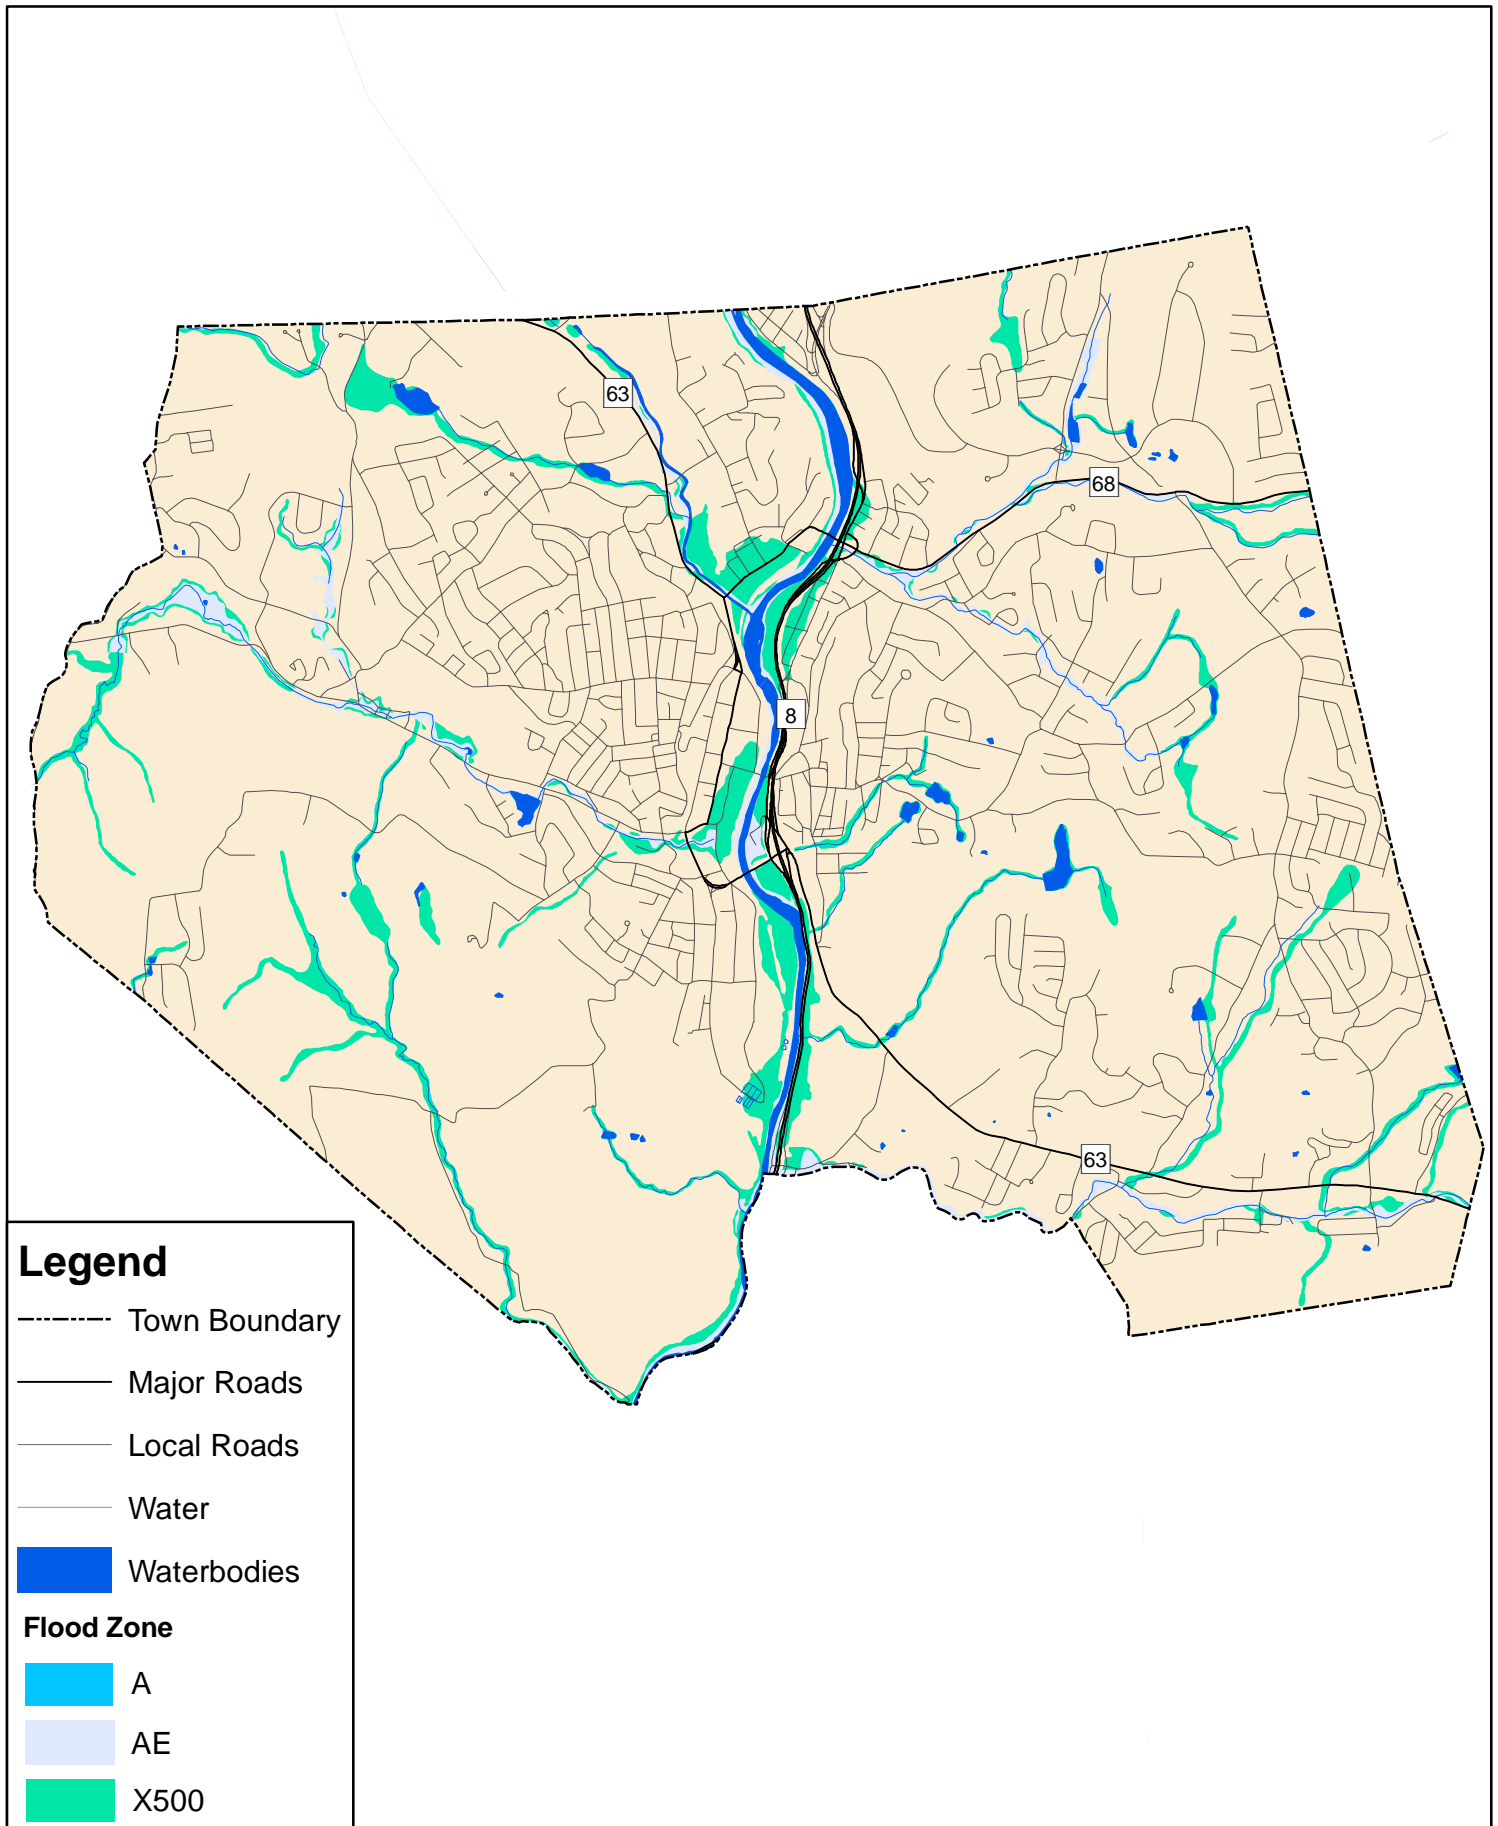 63
68
8
63
Legend
Town Boundary
Major Roads
Local Roads
Water
Waterbodies
Flood Zone
A
AE
X500